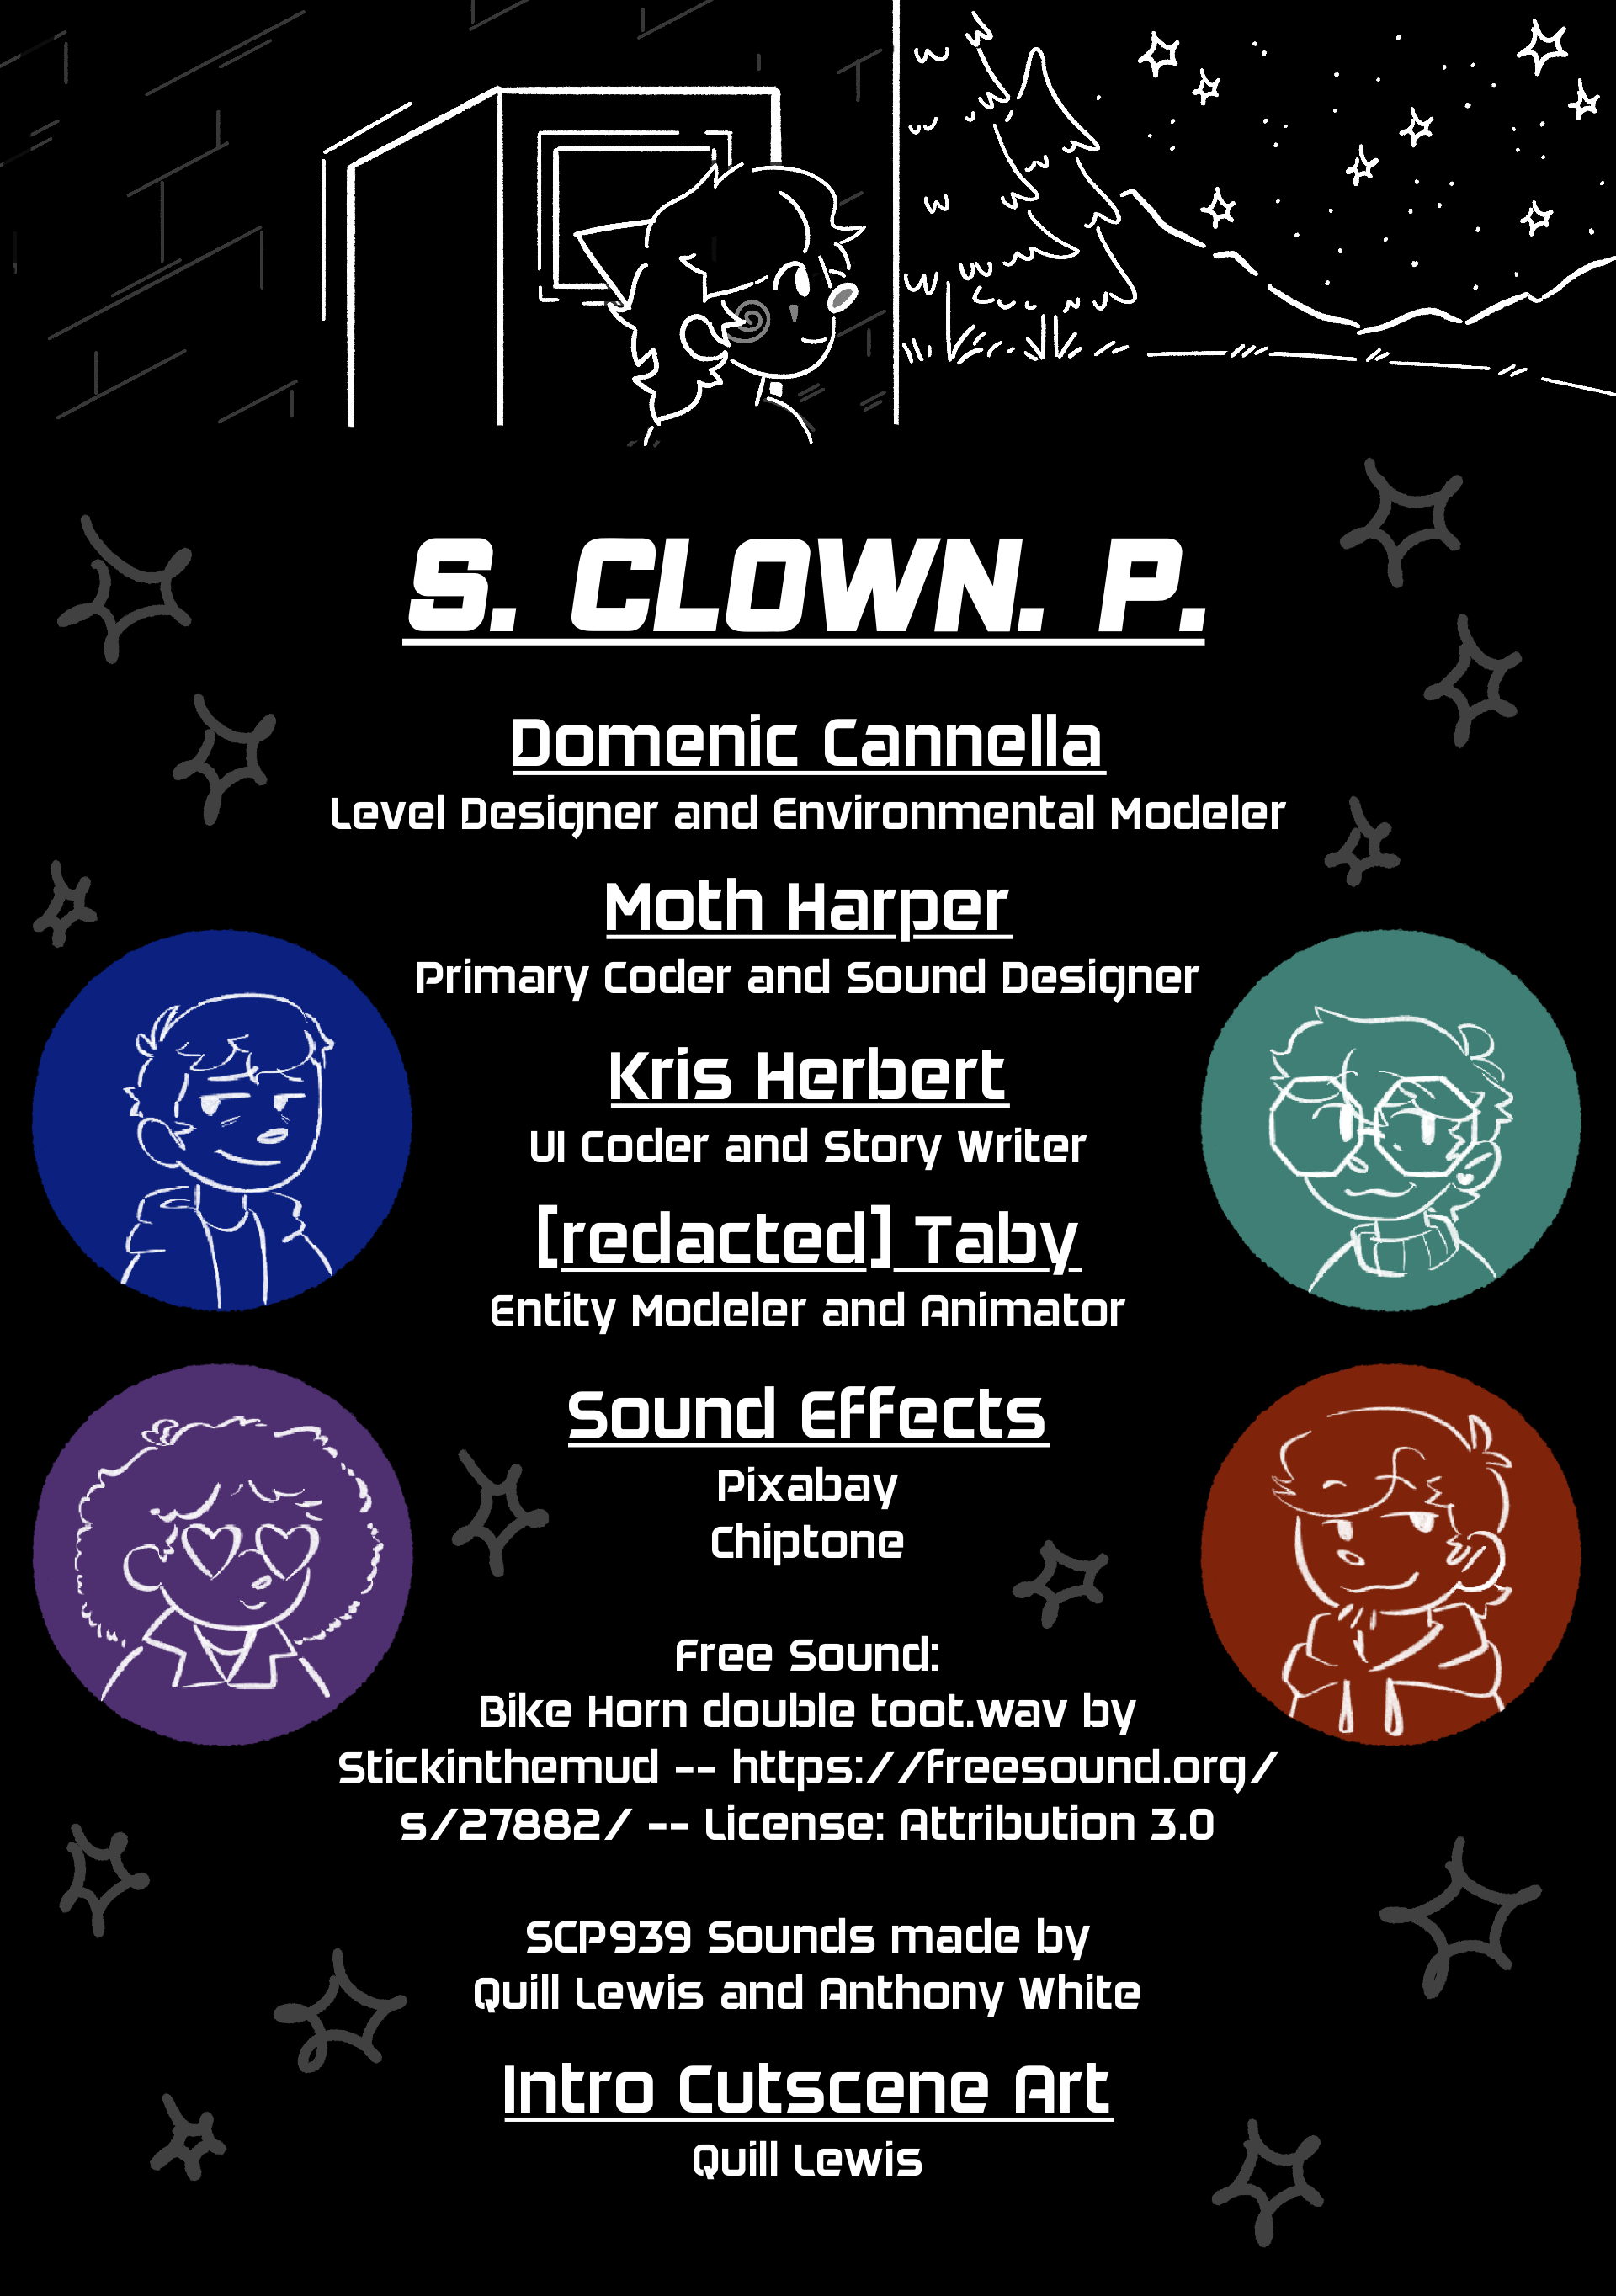 S. CLOWN. P.
Domenic Cannella
Level Designer and Environmental Modeler
Moth Harper
Primary Coder and Sound Designer
Kris Herbert
UI Coder and Story Writer
[redacted] Taby
Entity Modeler and Animator
Sound Effects
Pixabay
Chiptone
Free Sound:
Bike Horn double toot.wav by
Stickinthemud -- https://freesound.org/
s/27882/ -- License: Attribution 3.0
SCP939 Sounds made by
Quill Lewis and Anthony White
Intro Cutscene Art
Quill Lewis